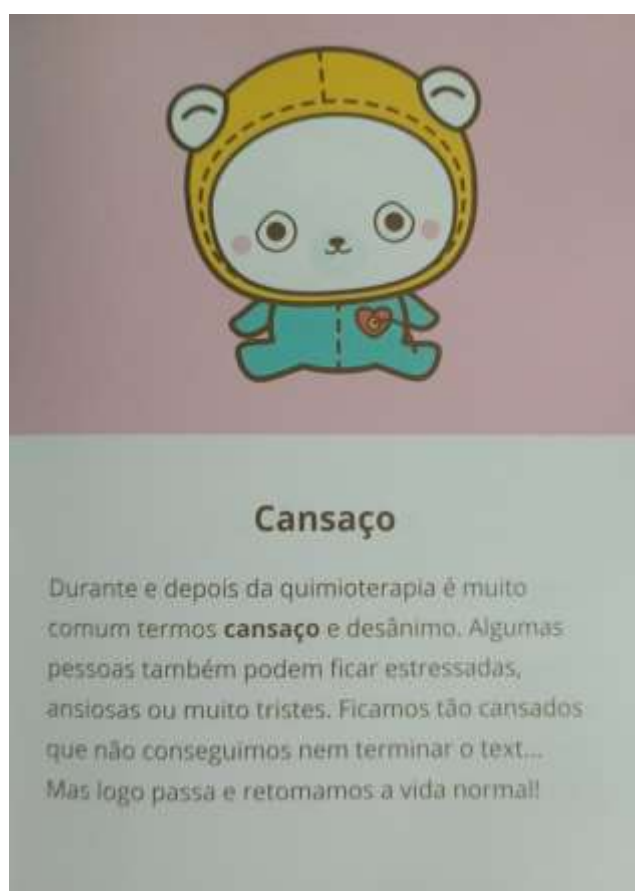 Cansaço
Durante e depois da quimioterapia é muito
comum termos cansaço e desânimo. Algumas
pessoas também podem ficar estressadas,
ansiosas ou muito tristes. Ficamos tão cansados
que não conseguimos nem terminar o text...
Mas logo passa e retomamos a vida normal!